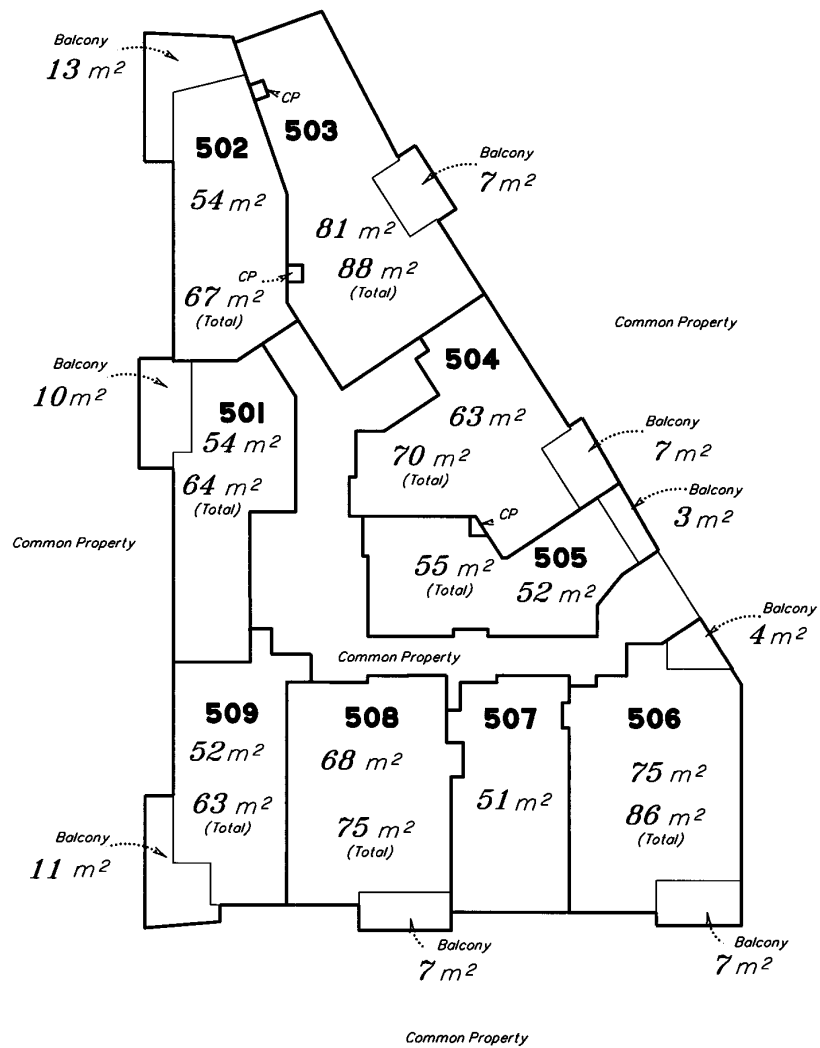 Balcony
13 m²
CP
503
502
Balcony
7 m²
54 m²
81 m²
88 m²
(Total)
CP
67 m²
(Total)
Common Property
504
Balcony
10 m²
501
54 m²
63 m²
Balcony
7 m²
70 m²
(Total)
64 m²
(Total)
Balcony
3 m²
CP
Common Property
505
55 m²
(Total)
52 m²
Balcony
4 m²
Common Property
509
508
507
506
52 m²
68 m²
75 m²
51 m²
63 m²
(Total)
75 m²
(Total)
86 m²
(Total)
Balcony
11 m²
Balcony
7 m²
Balcony
7 m²
Common Property